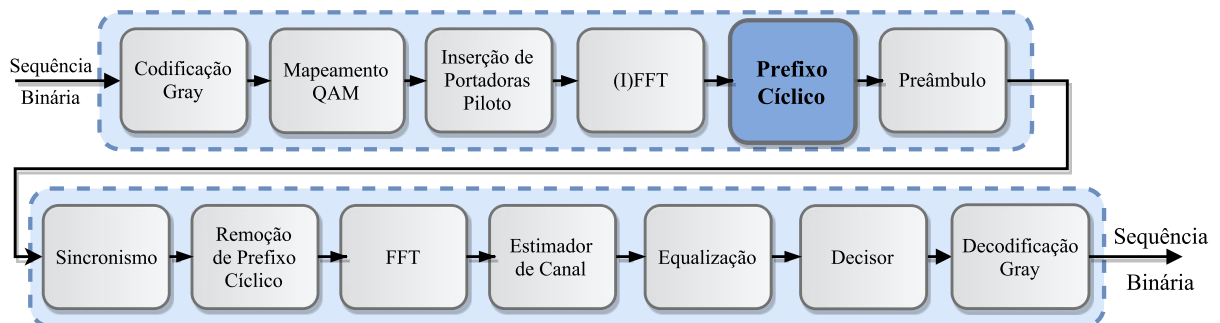 Sequência
Binária
Codificação
Gray
Mapeamento
QAM
Inserção de
Portadoras
Piloto
(I)FFT
Prefixo
Cíclico
Preâmbulo
Sincronismo
Remoção
de Prefixo
Cíclico
FFT
Estimador
de Canal
Equalização
Decisor
Decodificação
Gray
Sequência
Binária